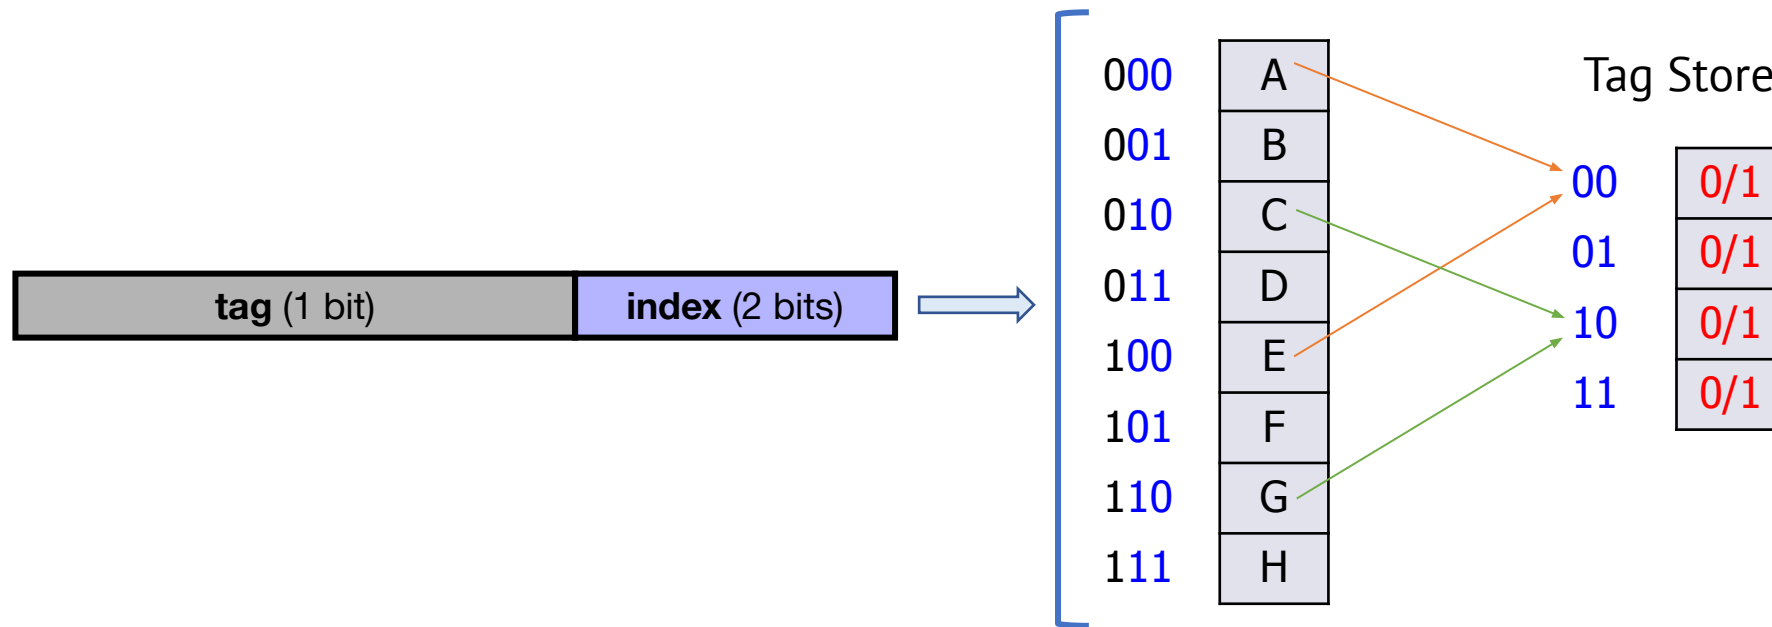 tag (1 bit) index (2 bits)
000 A
001 B
010 C
011 D
100 E
101 F
110 G
111 H
Tag Store
00 0/1
01 0/1
10 0/1
11 0/1